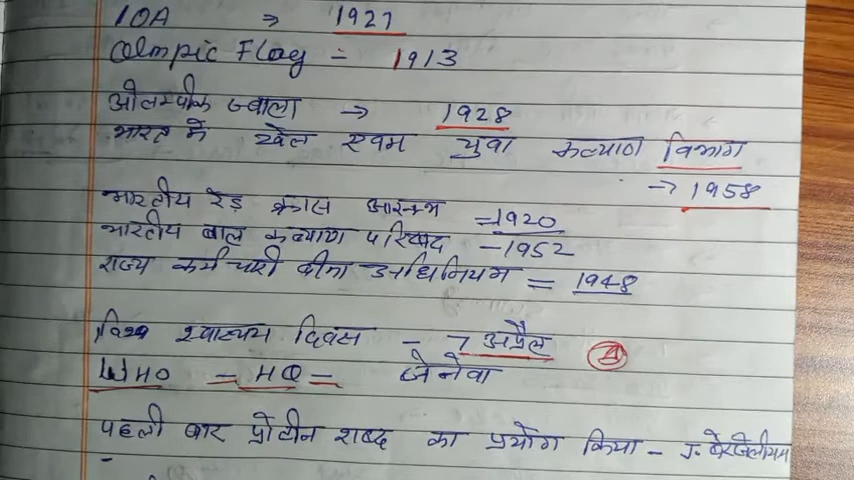 IOA ⇒ 1927
Olmpic Flag = 1913
ओलम्पीक ज्वाला → 1928
भारत में खेल एवम युवा कल्याण विभाग
→ 1958
भारतीय रेड क्रास आरम्भ = 1920
भारतीय बाल कल्याण परिषद - 1952
राज्य कर्मचारी बीमा अधिनियम = 1948
विश्व स्वास्थ्य दिवस - 7 अप्रैल
WHO - HQ = जेनेवा
पहली बार प्रोटीन शब्द का प्रयोग किया - J. बेरजेलीयस